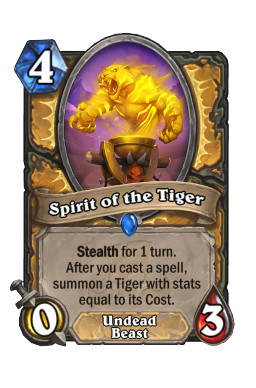 4
Spirit of the Tiger
Stealth for 1 turn.
After you cast a spell,
summon a Tiger with stats
equal to its Cost.
0
Undead
Beast
3